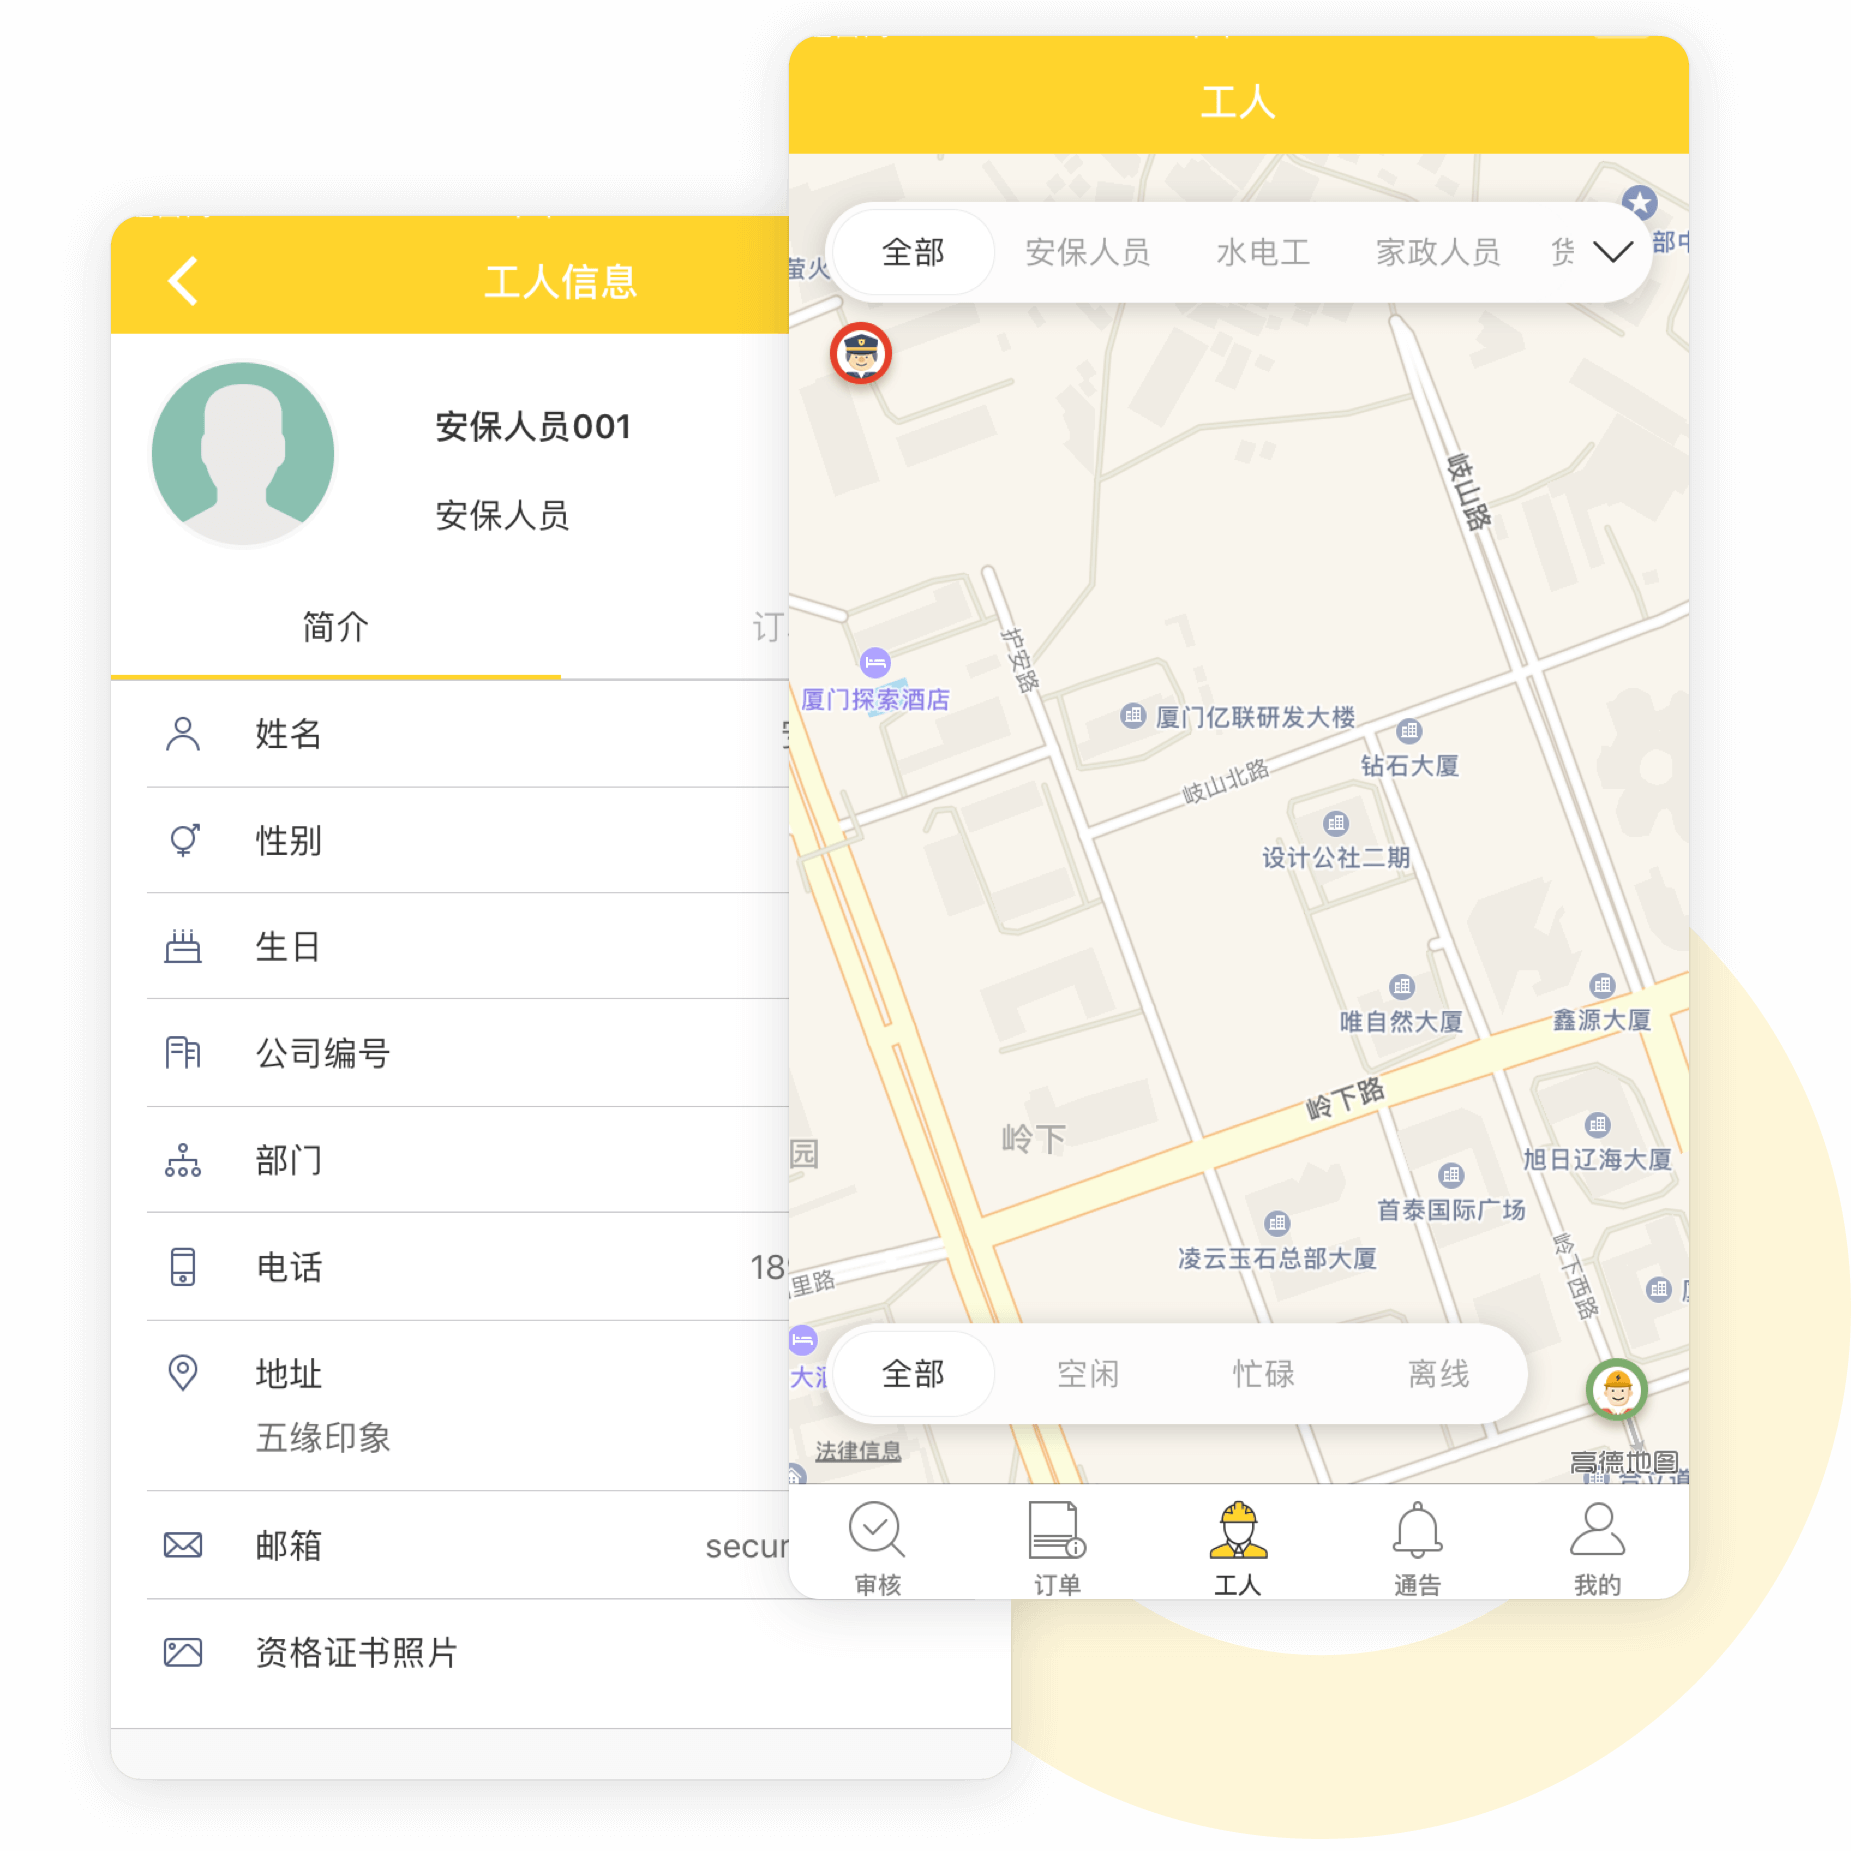 工人信息
安保人员001
安保人员
简介
订
姓名
性别
生日
公司编号
部门
电话
18
地址
五缘印象
邮箱
secur
资格证书照片
工人
全部
安保人员
水电工
家政人员
货
萤火
部中
岐山路
护安路
厦门探索酒店
厦门亿联研发大楼
钻石大厦
岐山北路
设计公社二期
唯自然大厦
鑫源大厦
岭下路
岭下
园
旭日辽海大厦
首泰国际广场
凌云玉石总部大厦
岭下西路
里路
大酒
全部
空闲
忙碌
离线
法律信息
高德地图
审核
订单
工人
通告
我的